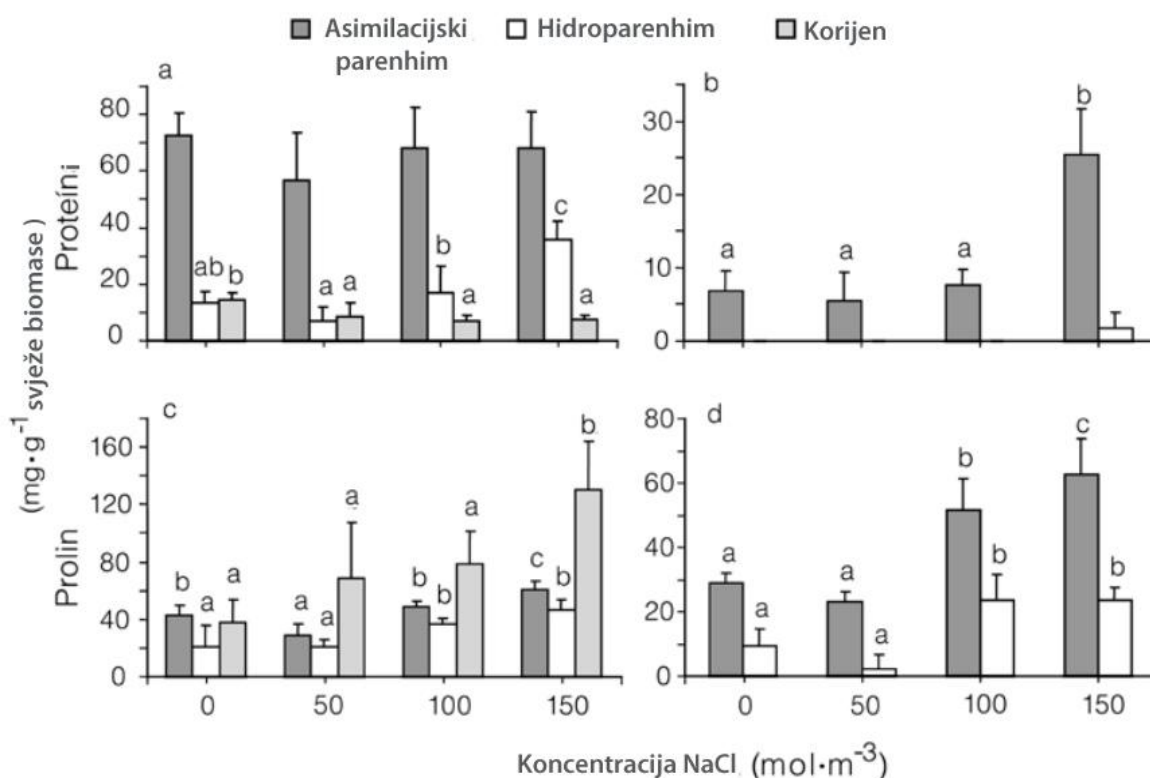 Asimilacijski parenhim
Hidroparenhim
Korijen
a
80
60
40
20
0
ab
b
a
a
b
a
c
a
Proteíni
b
30
20
10
0
a
a
a
b
(mg·g⁻¹ svježe biomase)
c
160
120
80
40
0
b
a
a
a
a
a
b
b
a
c
b
b
Prolin
0
50
100
150
d
80
60
40
20
0
a
a
a
a
b
b
c
b
0
50
100
150
Koncentracija NaCl (mol·m⁻³)